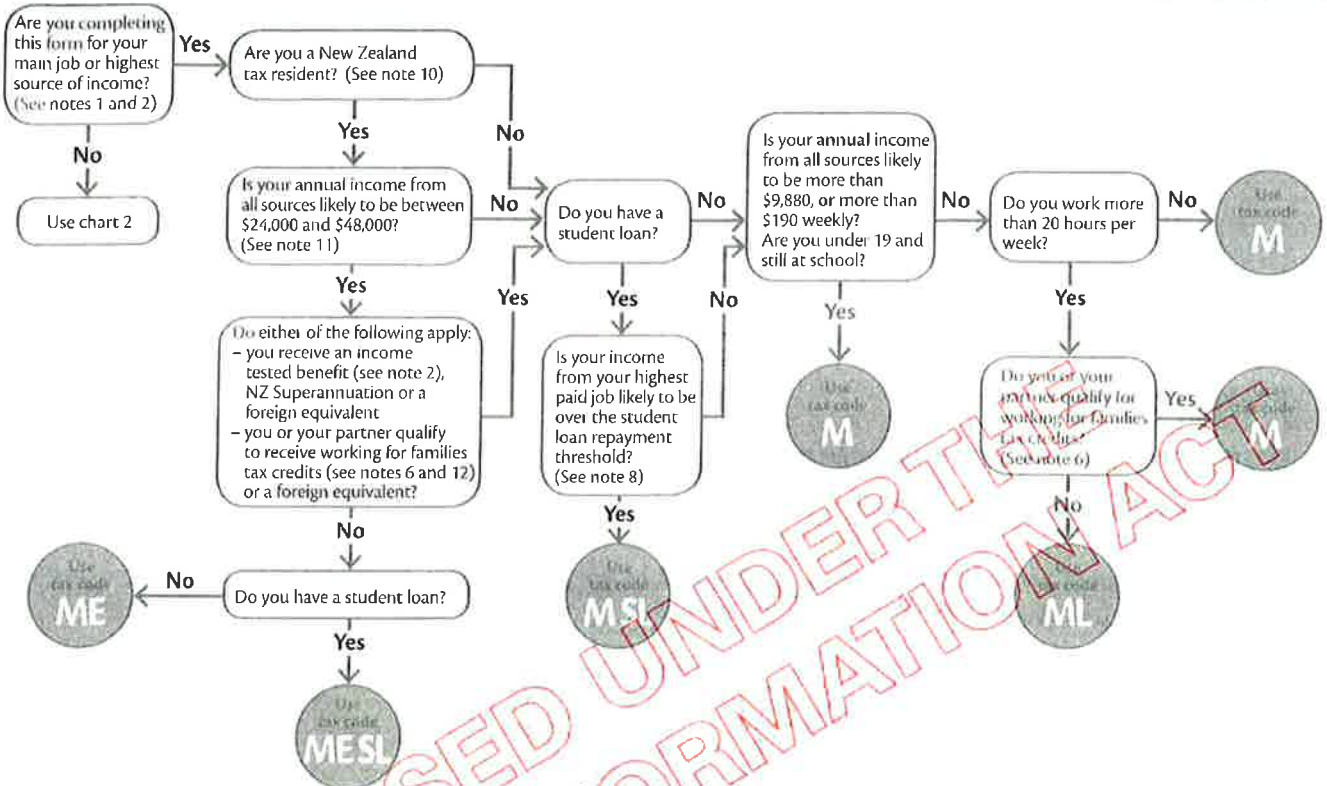 Are you completing
this form for your
main job or highest
source of income?
(See notes 1 and 2)
Yes
Are you a New Zealand
tax resident? (See note 10)
No
Use chart 2
Yes
No
Is your annual income from
all sources likely to be between
$24,000 and $48,000?
(See note 11)
No
Yes
Do either of the following apply:
– you receive an income
tested benefit (see note 2),
NZ Superannuation or a
foreign equivalent
– you or your partner qualify
to receive working for families
tax credits (see notes 6 and 12)
or a foreign equivalent?
Yes
No
Do you have a student loan?
No
Use
tax code
ME
Yes
Use
tax code
ME SL
Do you have a
student loan?
No
Yes
Is your income
from your highest
paid job likely to be
over the student
loan repayment
threshold?
(See note 8)
No
Yes
Use
tax code
M SL
Is your annual income
from all sources likely
to be more than
$9,880, or more than
$190 weekly?
Are you under 19 and
still at school?
No
Yes
Use
tax code
M
Do you work more
than 20 hours per
week?
No
Use
tax code
M
Yes
Do you or your
partner qualify for
working for families
tax credits?
(See note 6)
Yes
tax code
M
No
tax code
ML
SED UNDER THE
ORMATION ACT